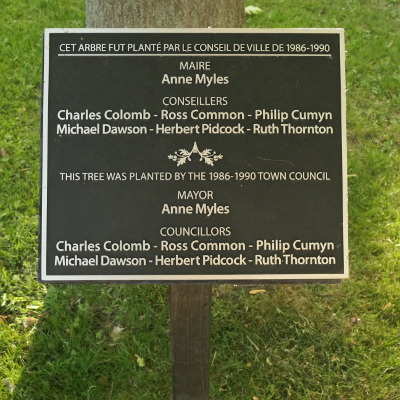 CET ARBRE FUT PLANTÉ PAR LE CONSEIL DE VILLE DE 1986-1990
MAIRE
Anne Myles
CONSEILLERS
Charles Colomb - Ross Common - Philip Cumyn
Michael Dawson - Herbert Pidcock - Ruth Thornton
THIS TREE WAS PLANTED BY THE 1986-1990 TOWN COUNCIL
MAYOR
Anne Myles
COUNCILLORS
Charles Colomb - Ross Common - Philip Cumyn
Michael Dawson - Herbert Pidcock - Ruth Thornton